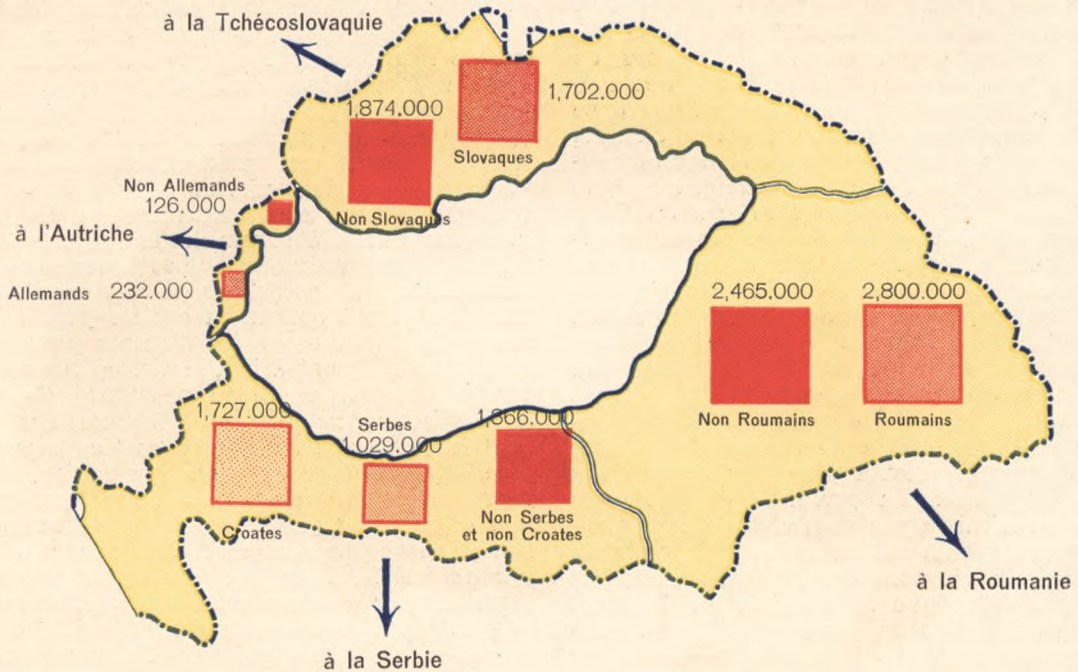 à la Tchécoslovaquie
1,874.000
1,702.000
Slovaques
Non Slovaques
Non Allemands
126.000
à l'Autriche
Allemands 232.000
2,465.000
2,800.000
Non Roumains
Roumains
1,727.000
Croates
Serbes
1,029.000
1,366.000
Non Serbes
et non Croates
à la Roumanie
à la Serbie